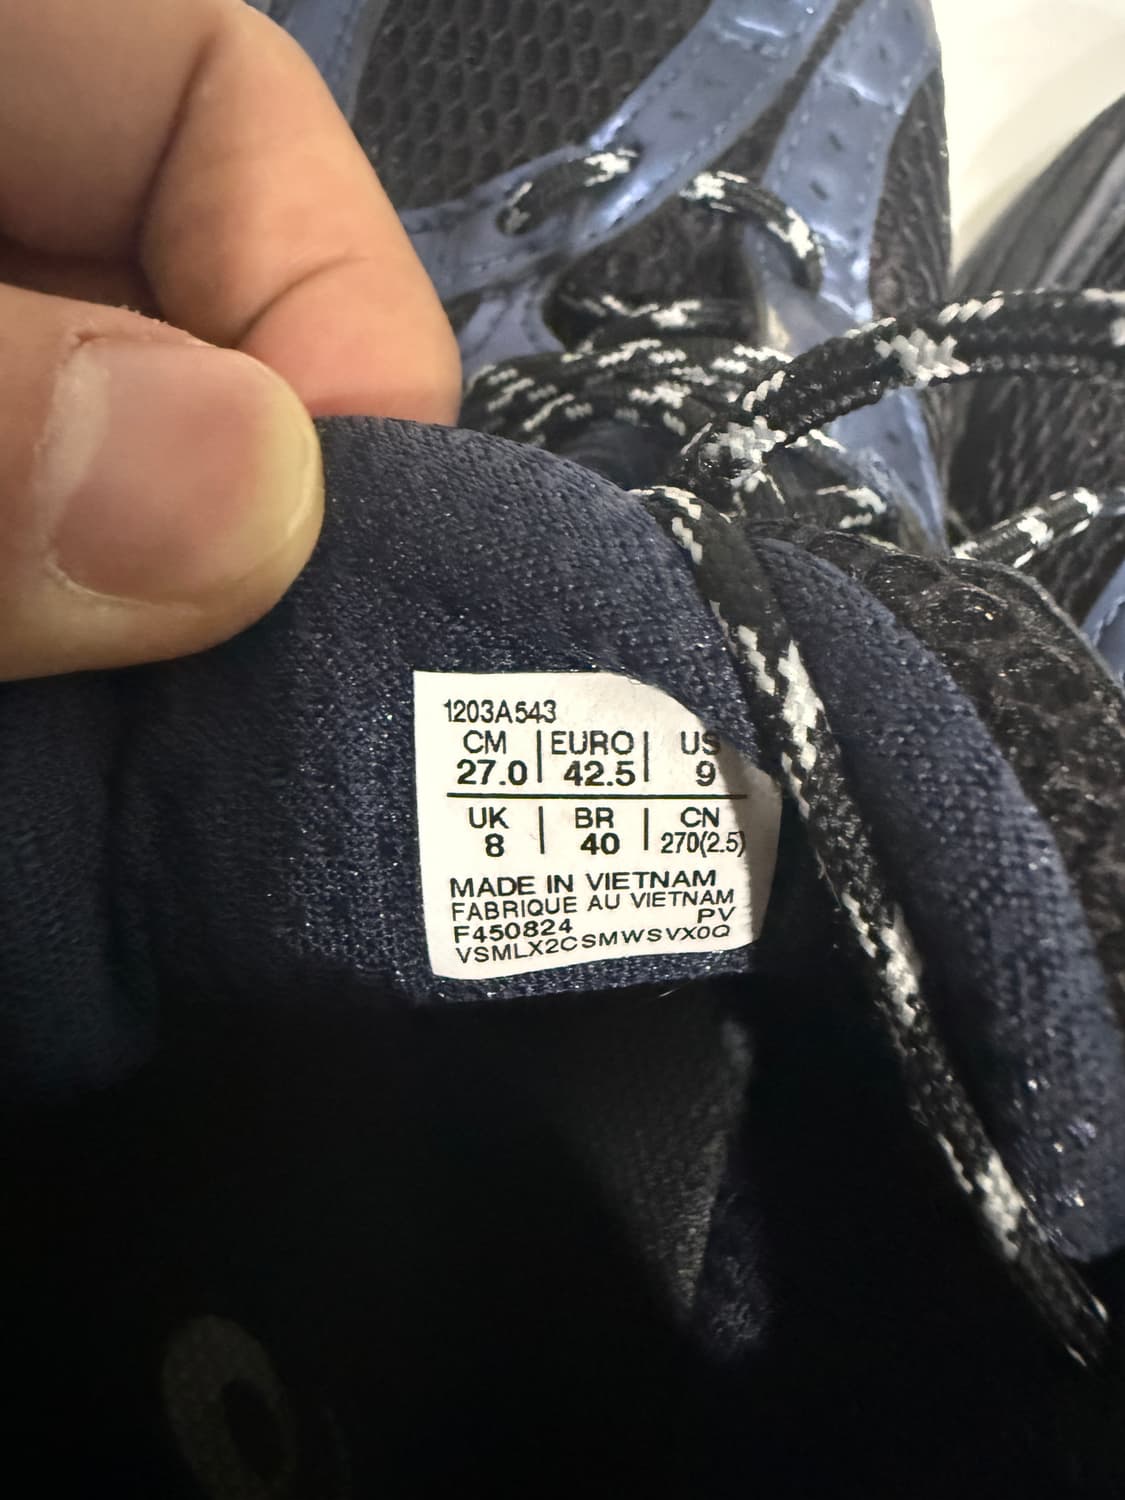 1203A543
CM | EURO | US
27.0 | 42.5 | 9
UK | BR | CN
8 | 40 | 270(2.5)
MADE IN VIETNAM
FABRIQUE AU VIETNAM
F450824 PV
VSMLX2CSMWSVX0Q